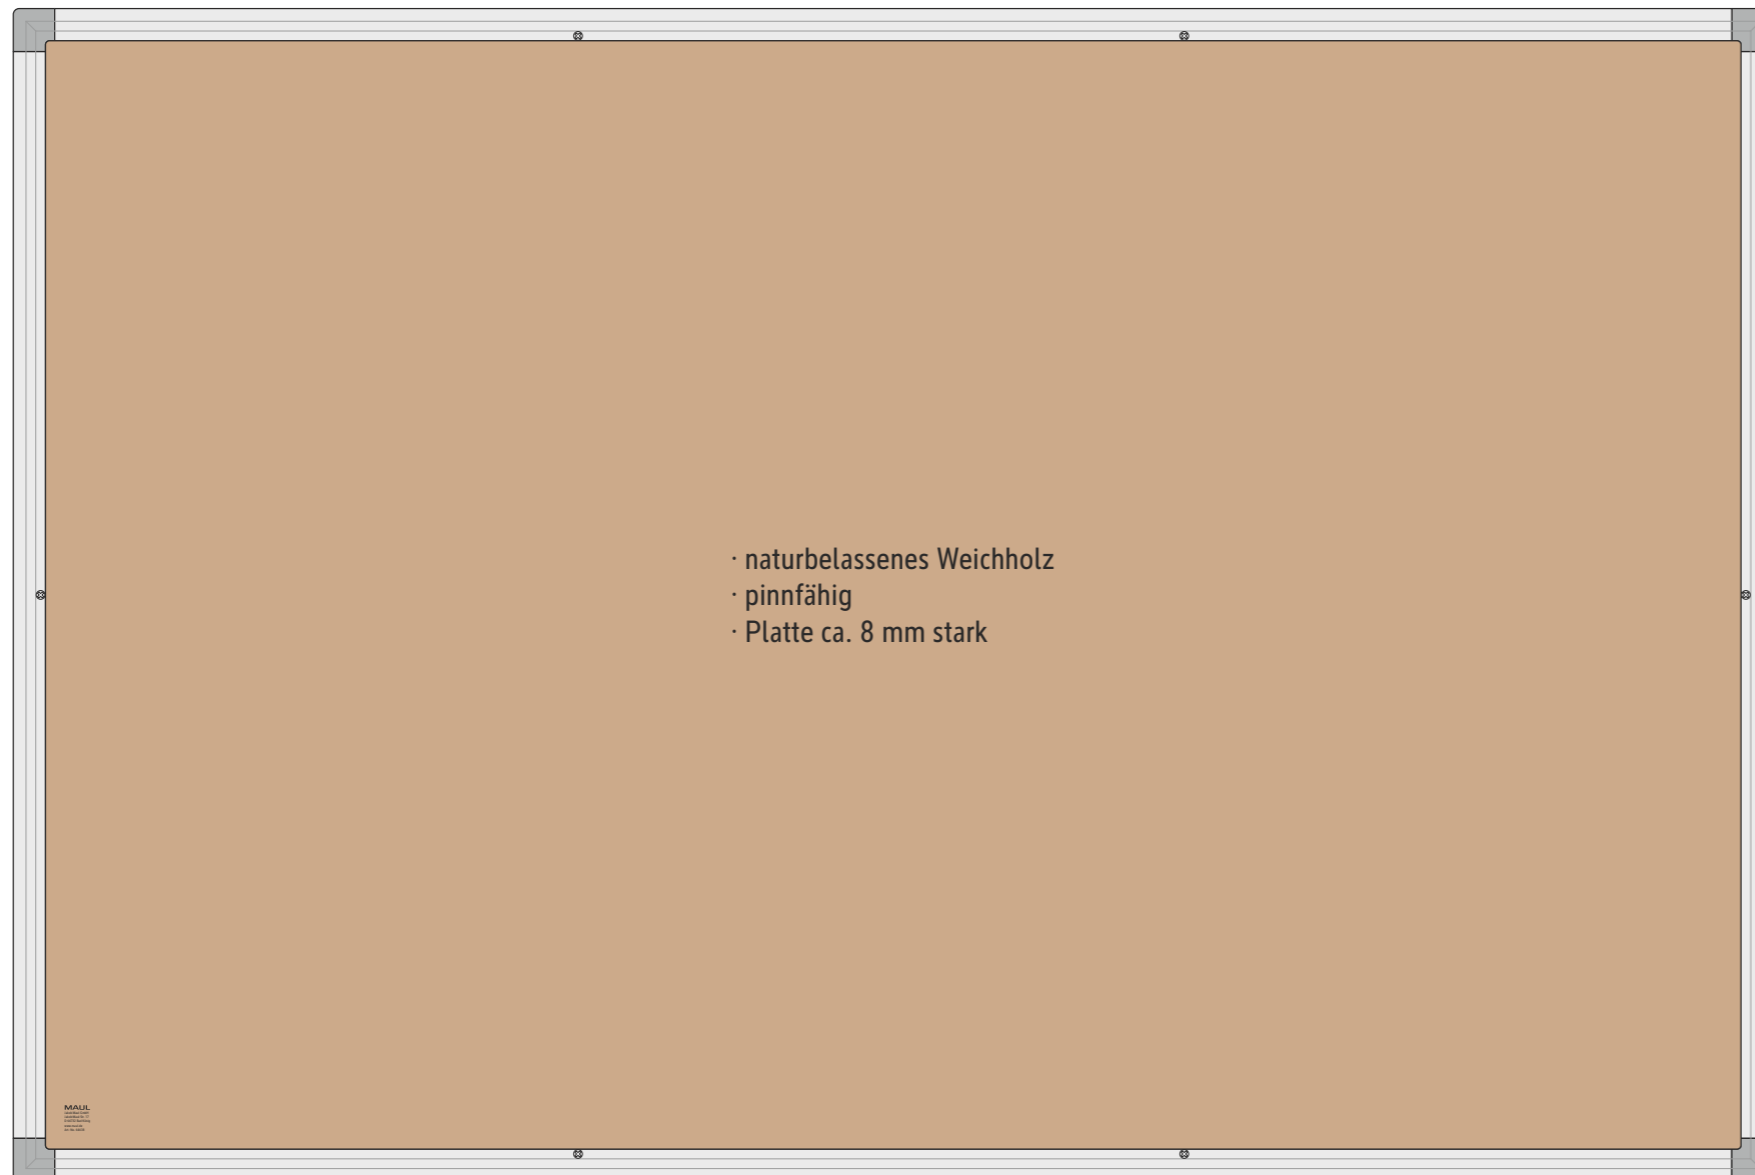 · naturbelassenes Weichholz
· pinnfähig
· Platte ca. 8 mm stark
MAUL